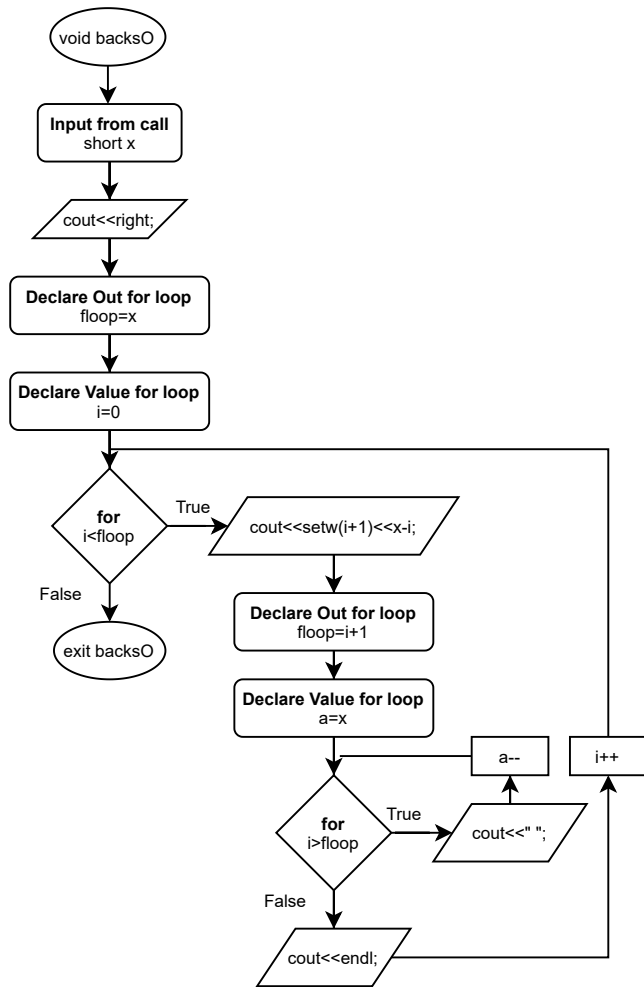 void backsO
Input from call
short x
cout<<right;
Declare Out for loop
floop=x
Declare Value for loop
i=0
for
i<floop
True
False
exit backsO
cout<<setw(i+1)<<x-i;
Declare Out for loop
floop=i+1
Declare Value for loop
a=x
a--
i++
for
i>floop
True
cout<<" ";
False
cout<<endl;